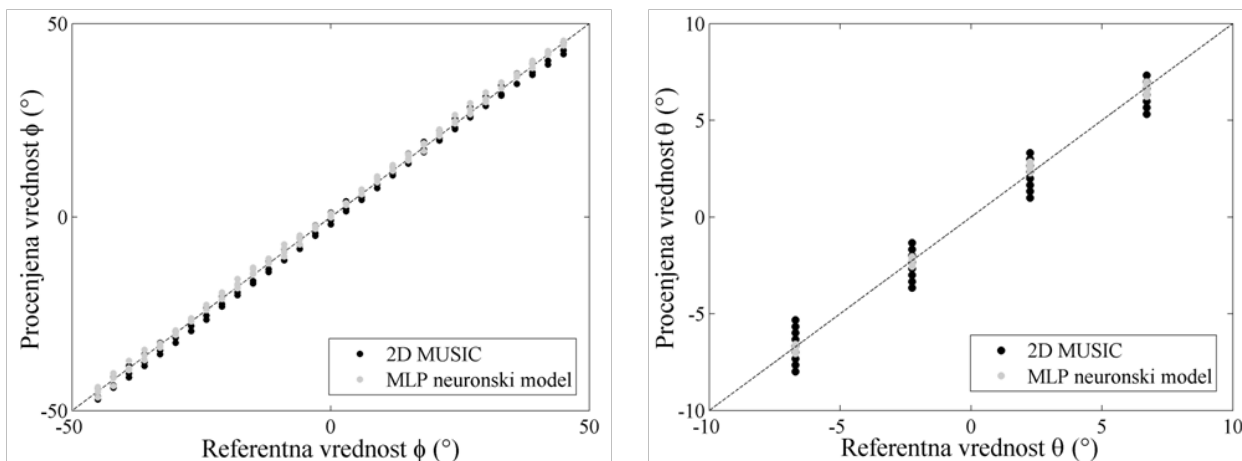 50
0
-50
Procenjena vrednost ϕ (°)
-50
0
50
Referentna vrednost ϕ (°)
2D MUSIC
MLP neuronski model
10
5
0
-5
-10
Procenjena vrednost θ (°)
-10
-5
0
5
10
Referentna vrednost θ (°)
2D MUSIC
MLP neuronski model